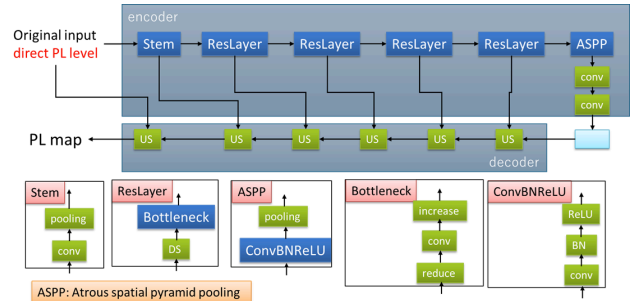 encoder
Original input
direct PL level
Stem
ResLayer
ResLayer
ResLayer
ResLayer
ASPP
conv
conv
PL map
US
US
US
US
US
US
decoder
Stem
pooling
conv
ResLayer
Bottleneck
DS
ASPP
pooling
ConvBNReLU
Bottleneck
increase
conv
reduce
ConvBNReLU
ReLU
BN
conv
ASPP: Atrous spatial pyramid pooling